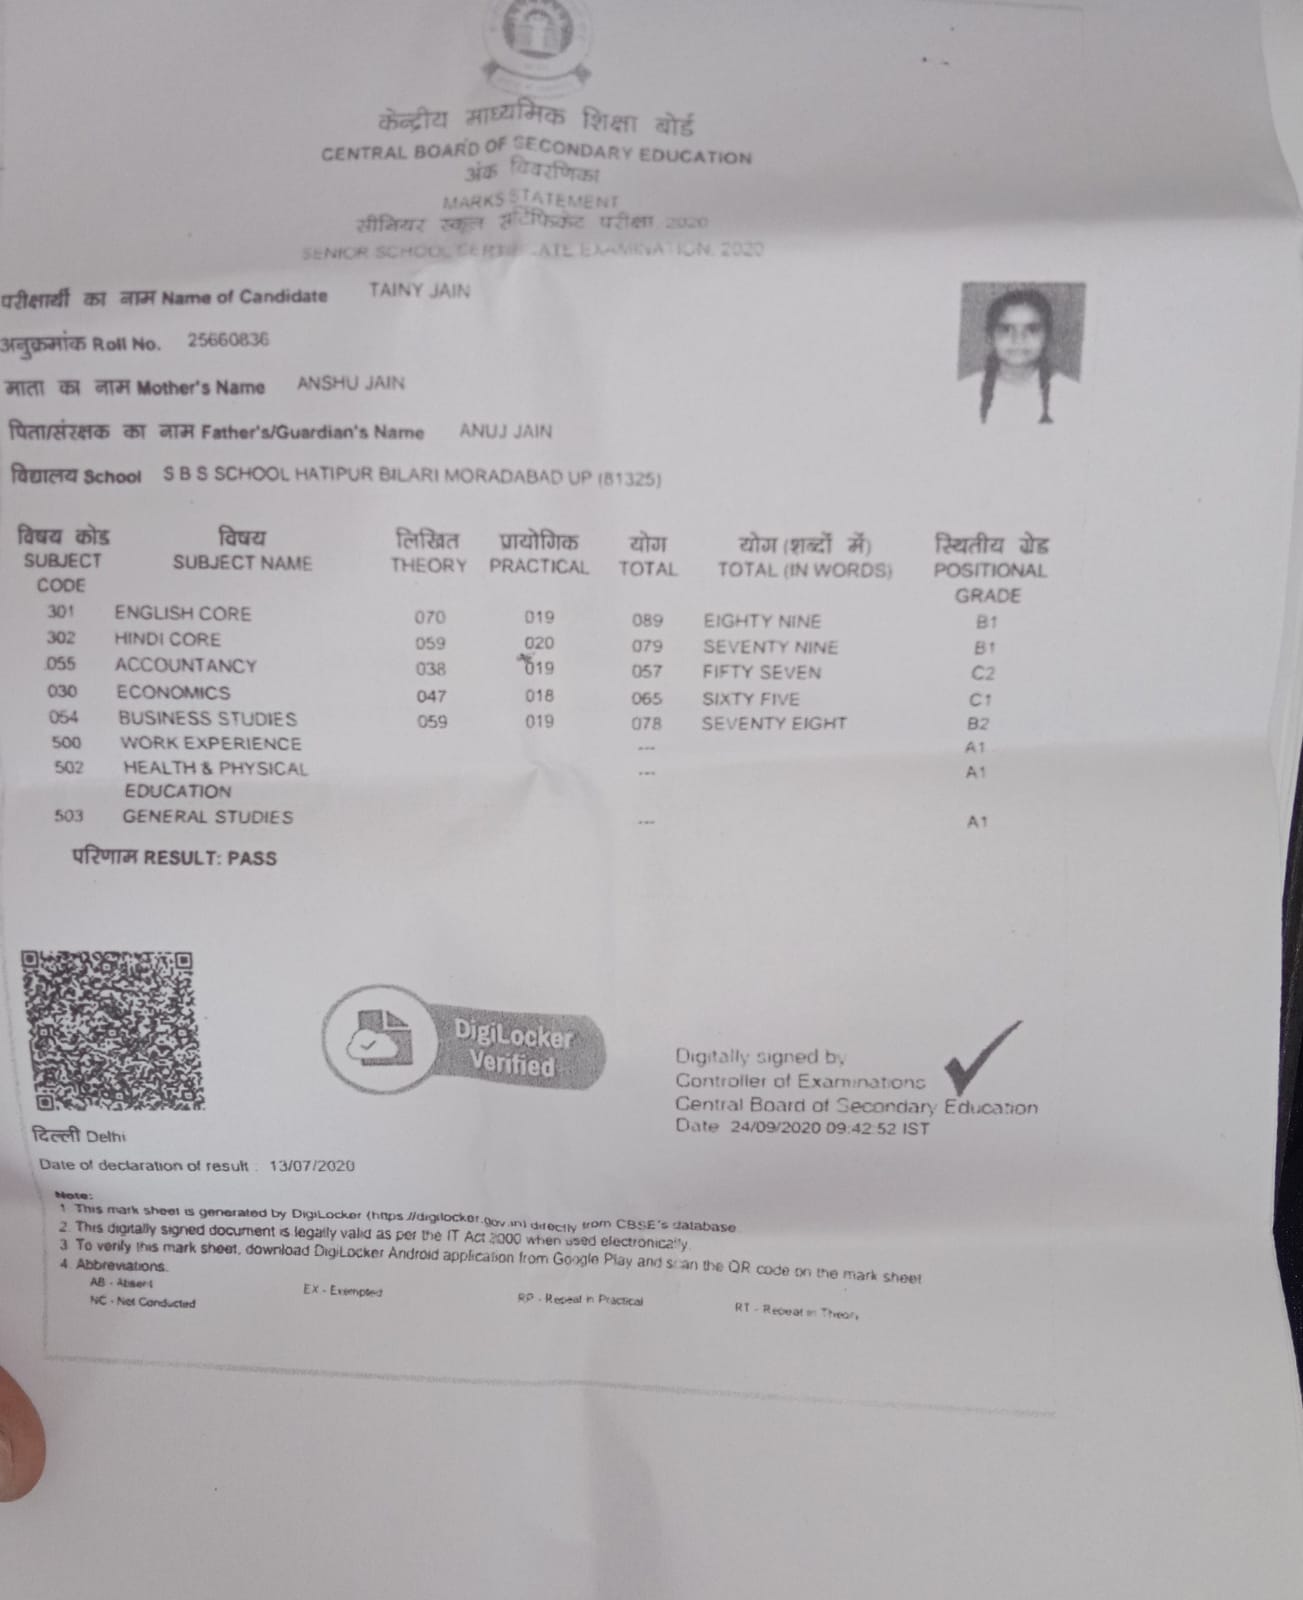 केन्द्रीय माध्यमिक शिक्षा बोर्ड
CENTRAL BOARD OF SECONDARY EDUCATION
अंक विवरणिका
MARKS STATEMENT
सीनियर स्कूल सर्टिफिकेट परीक्षा, 2020
SENIOR SCHOOL CERTIFICATE EXAMINATION, 2020
परीक्षार्थी का नाम Name of Candidate TAINY JAIN
अनुक्रमांक Roll No. 25660836
माता का नाम Mother's Name ANSHU JAIN
पिता/संरक्षक का नाम Father's/Guardian's Name ANUJ JAIN
विद्यालय School S B S SCHOOL HATIPUR BILARI MORADABAD UP (81325)
विषय कोड विषय लिखित प्रायोगिक योग योग (शब्दों में) स्थितीय ग्रेड
SUBJECT SUBJECT NAME THEORY PRACTICAL TOTAL TOTAL (IN WORDS) POSITIONAL
CODE GRADE
301 ENGLISH CORE 070 019 089 EIGHTY NINE B1
302 HINDI CORE 059 020 079 SEVENTY NINE B1
055 ACCOUNTANCY 038 019 057 FIFTY SEVEN C2
030 ECONOMICS 047 018 065 SIXTY FIVE C1
054 BUSINESS STUDIES 059 019 078 SEVENTY EIGHT B2
500 WORK EXPERIENCE --- A1
502 HEALTH & PHYSICAL --- A1
EDUCATION
503 GENERAL STUDIES --- A1
परिणाम RESULT: PASS
DigiLocker
Verified
Digitally signed by
Controller of Examinations
Central Board of Secondary Education
Date 24/09/2020 09:42:52 IST
दिल्ली Delhi
Date of declaration of result : 13/07/2020
Note:
1 This mark sheet is generated by DigiLocker (https://digilocker.gov.in) directly from CBSE's database
2 This digitally signed document is legally valid as per the IT Act 2000 when used electronically.
3 To verify this mark sheet, download DigiLocker Android application from Google Play and scan the QR code on the mark sheet
4 Abbreviations.
AB - Absent EX - Exempted RP - Repeat in Practical RT - Repeat in Theory
NC - Not Conducted